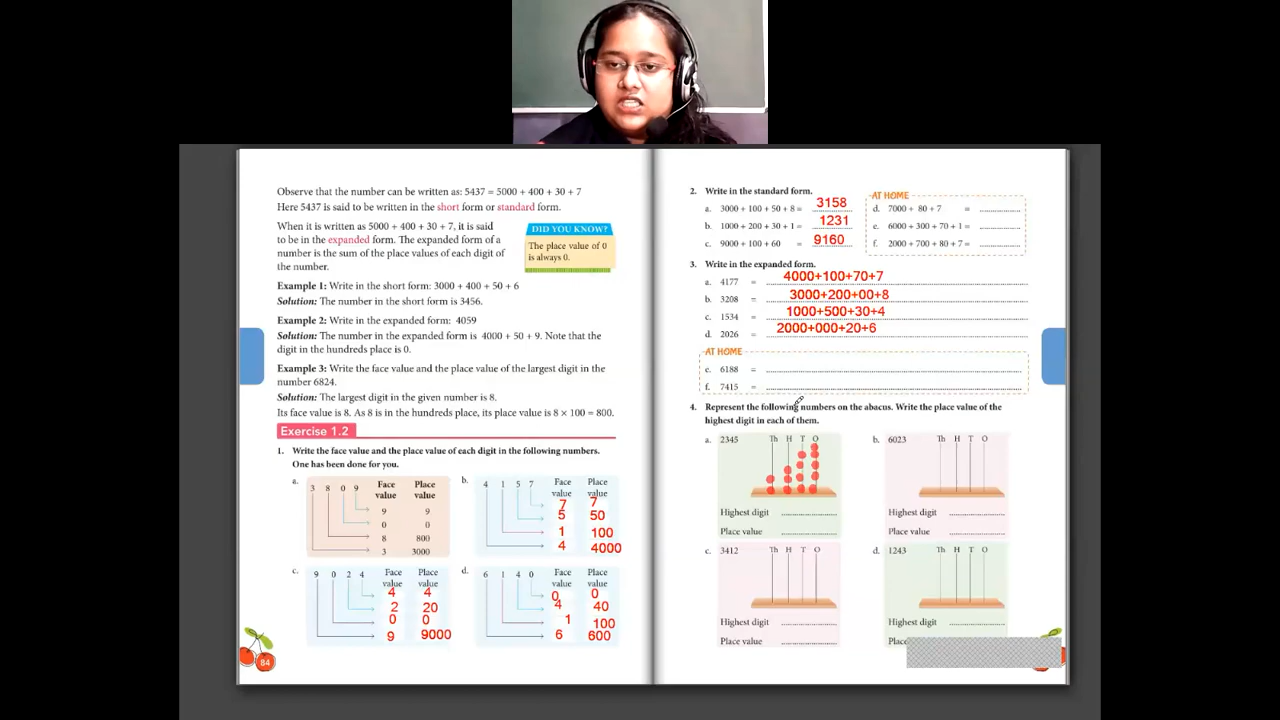 Observe that the number can be written as: 5437 = 5000 + 400 + 30 + 7
Here 5437 is said to be written in the short form or standard form.
When it is written as 5000 + 400 + 30 + 7, it is said
to be in the expanded form. The expanded form of a
number is the sum of the place values of each digit of
the number.
DID YOU KNOW?
The place value of 0
is always 0.
Example 1: Write in the short form: 3000 + 400 + 50 + 6
Solution: The number in the short form is 3456.
Example 2: Write in the expanded form: 4059
Solution: The number in the expanded form is 4000 + 50 + 9. Note that the
digit in the hundreds place is 0.
Example 3: Write the face value and the place value of the largest digit in the
number 6824.
Solution: The largest digit in the given number is 8.
Its face value is 8. As 8 is in the hundreds place, its place value is 8 × 100 = 800.
Exercise 1.2
1. Write the face value and the place value of each digit in the following numbers.
One has been done for you.
a. 3 8 0 9 Face value Place value
9 9
0 0
8 800
3 3000
b. 4 1 5 7 Face value Place value
7 7
5 50
1 100
4 4000
c. 9 0 2 4 Face value Place value
4 4
2 20
0 0
9 9000
d. 6 1 4 0 Face value Place value
0 0
4 40
1 100
6 600
84
2. Write in the standard form.
a. 3000 + 100 + 50 + 8 = 3158
b. 1000 + 200 + 30 + 1 = 1231
c. 9000 + 100 + 60 = 9160
AT HOME
d. 7000 + 80 + 7 = ..............
e. 6000 + 300 + 70 + 1 = ..............
f. 2000 + 700 + 80 + 7 = ..............
3. Write in the expanded form.
a. 4177 = 4000+100+70+7
b. 3208 = 3000+200+00+8
c. 1534 = 1000+500+30+4
d. 2026 = 2000+000+20+6
AT HOME
e. 6188 = ..............
f. 7415 = ..............
4. Represent the following numbers on the abacus. Write the place value of the
highest digit in each of them.
a. 2345 Th H T O
Highest digit ..............
Place value ..............
b. 6023 Th H T O
Highest digit ..............
Place value ..............
c. 3412 Th H T O
Highest digit ..............
Place value ..............
d. 1243 Th H T O
Highest digit ..............
Place